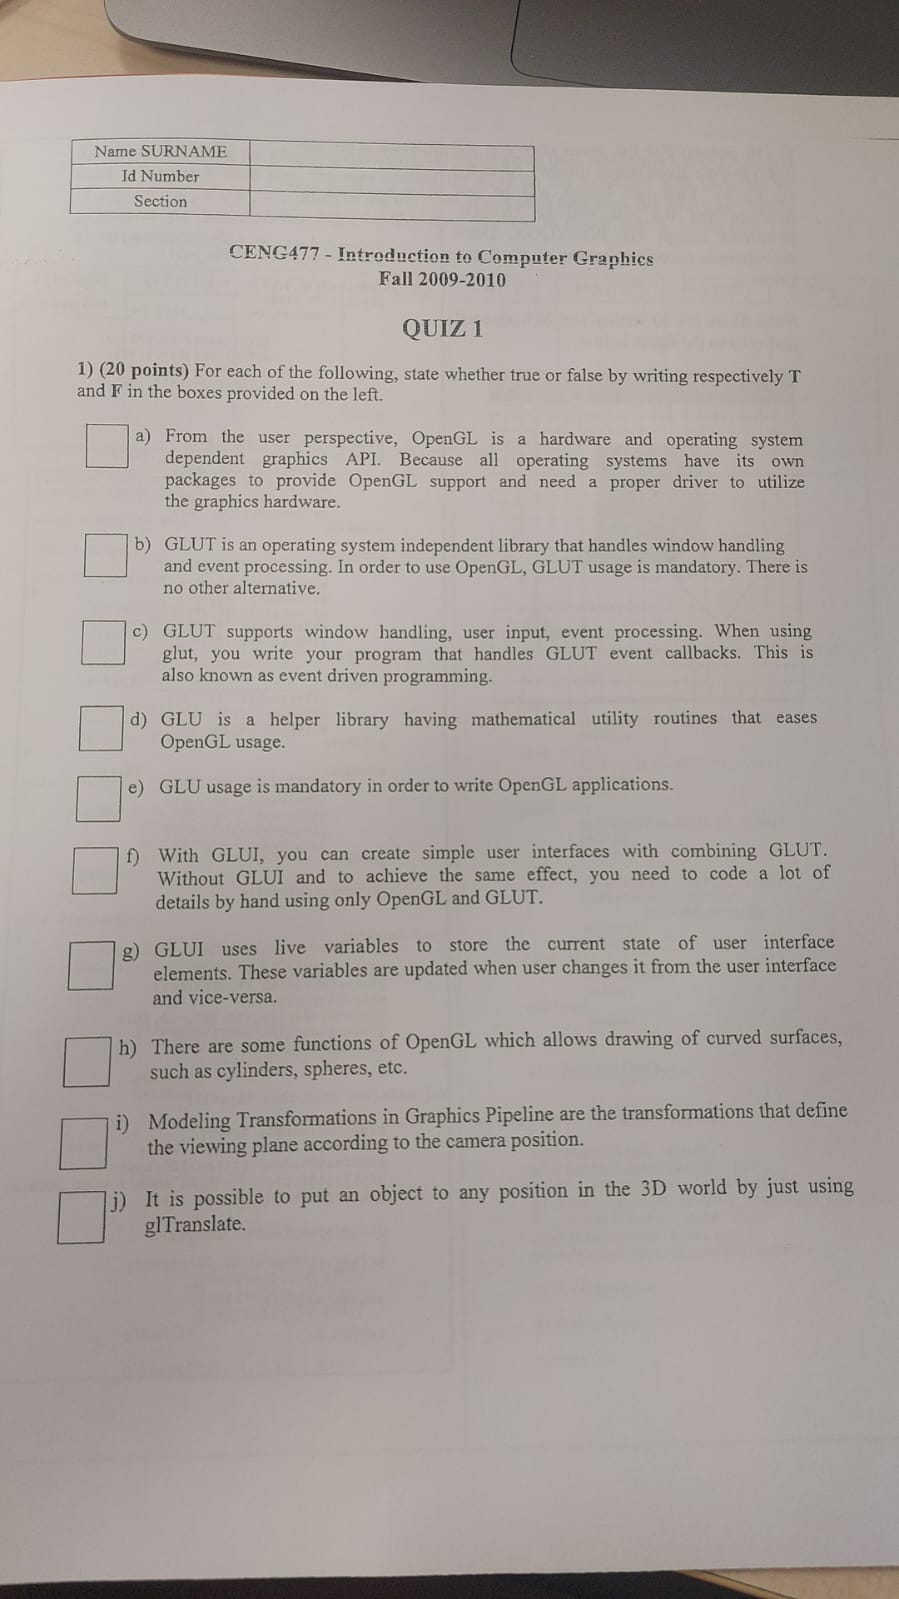 Name SURNAME
Id Number
Section
CENG477 - Introduction to Computer Graphics
Fall 2009-2010
QUIZ 1
1) (20 points) For each of the following, state whether true or false by writing respectively T
and F in the boxes provided on the left.
a) From the user perspective, OpenGL is a hardware and operating system
dependent graphics API. Because all operating systems have its own
packages to provide OpenGL support and need a proper driver to utilize
the graphics hardware.
b) GLUT is an operating system independent library that handles window handling
and event processing. In order to use OpenGL, GLUT usage is mandatory. There is
no other alternative.
c) GLUT supports window handling, user input, event processing. When using
glut, you write your program that handles GLUT event callbacks. This is
also known as event driven programming.
d) GLU is a helper library having mathematical utility routines that eases
OpenGL usage.
e) GLU usage is mandatory in order to write OpenGL applications.
f) With GLUI, you can create simple user interfaces with combining GLUT.
Without GLUI and to achieve the same effect, you need to code a lot of
details by hand using only OpenGL and GLUT.
g) GLUI uses live variables to store the current state of user interface
elements. These variables are updated when user changes it from the user interface
and vice-versa.
h) There are some functions of OpenGL which allows drawing of curved surfaces,
such as cylinders, spheres, etc.
i) Modeling Transformations in Graphics Pipeline are the transformations that define
the viewing plane according to the camera position.
j) It is possible to put an object to any position in the 3D world by just using
glTranslate.